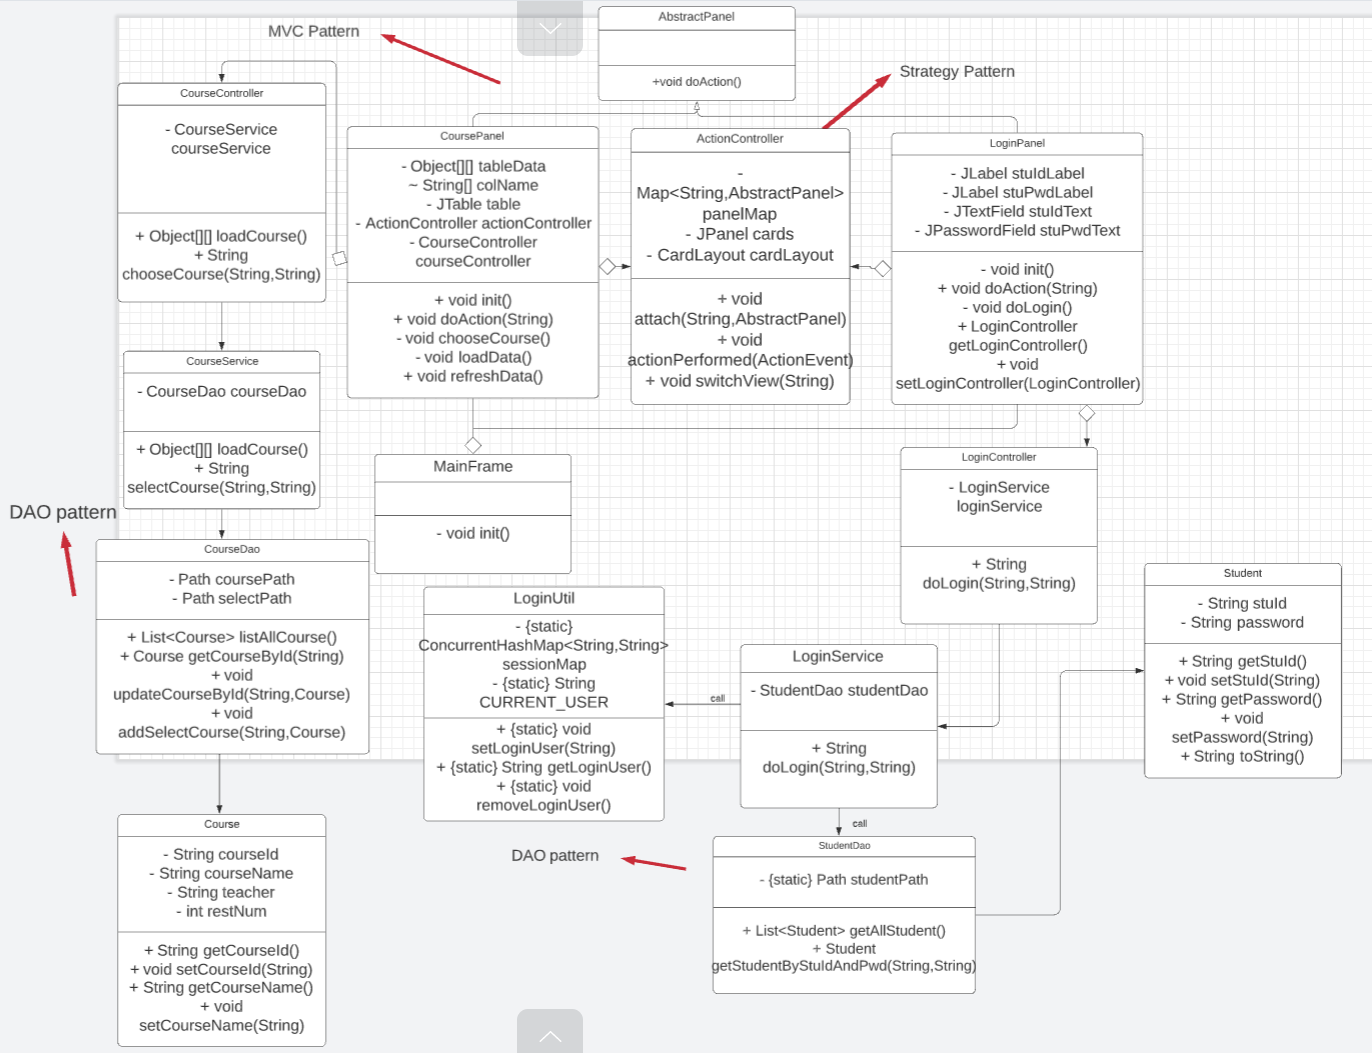 AbstractPanel
+void doAction()
MVC Pattern
Strategy Pattern
CourseController
- CourseService
courseService
+ Object[][] loadCourse()
+ String
chooseCourse(String,String)
CoursePanel
- Object[][] tableData
~ String[] colName
- JTable table
- ActionController actionController
- CourseController
courseController
+ void init()
+ void doAction(String)
- void chooseCourse()
- void loadData()
+ void refreshData()
ActionController
-
Map<String,AbstractPanel>
panelMap
- JPanel cards
- CardLayout cardLayout
+ void
attach(String,AbstractPanel)
+ void
actionPerformed(ActionEvent)
+ void switchView(String)
LoginPanel
- JLabel stuIdLabel
- JLabel stuPwdLabel
- JTextField stuIdText
- JPasswordField stuPwdText
- void init()
+ void doAction(String)
- void doLogin()
+ LoginController
getLoginController()
+ void
setLoginController(LoginController)
CourseService
- CourseDao courseDao
+ Object[][] loadCourse()
+ String
selectCourse(String,String)
MainFrame
- void init()
LoginController
- LoginService
loginService
+ String
doLogin(String,String)
DAO pattern
CourseDao
- Path coursePath
- Path selectPath
+ List<Course> listAllCourse()
+ Course getCourseById(String)
+ void
updateCourseById(String,Course)
+ void
addSelectCourse(String,Course)
LoginUtil
- {static}
ConcurrentHashMap<String,String>
sessionMap
- {static} String
CURRENT_USER
+ {static} void
setLoginUser(String)
+ {static} String getLoginUser()
+ {static} void
removeLoginUser()
call
LoginService
- StudentDao studentDao
+ String
doLogin(String,String)
Student
- String stuId
- String password
+ String getStuId()
+ void setStuId(String)
+ String getPassword()
+ void
setPassword(String)
+ String toString()
Course
- String courseId
- String courseName
- String teacher
- int restNum
+ String getCourseId()
+ void setCourseId(String)
+ String getCourseName()
+ void
setCourseName(String)
DAO pattern
call
StudentDao
- {static} Path studentPath
+ List<Student> getAllStudent()
+ Student
getStudentByStuIdAndPwd(String,String)